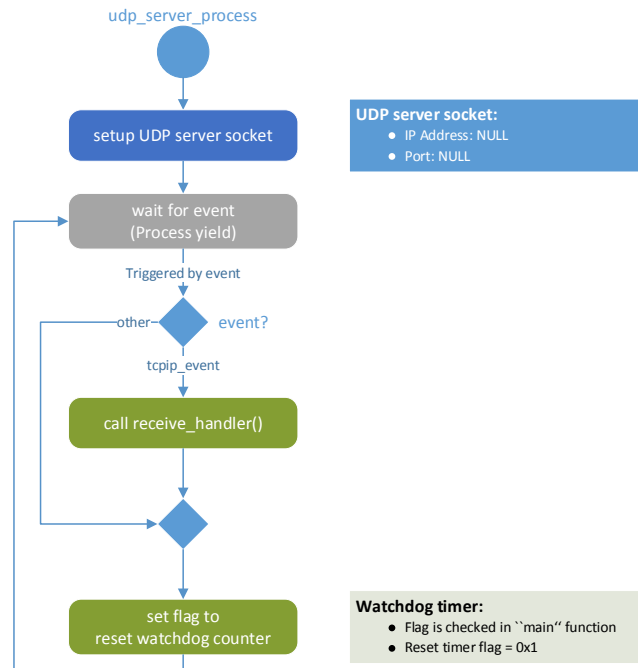 udp_server_process
setup UDP server socket
UDP server socket:
● IP Address: NULL
● Port: NULL
wait for event
(Process yield)
Triggered by event
other
event?
tcpip_event
call receive_handler()
set flag to
reset watchdog counter
Watchdog timer:
● Flag is checked in ``main‘‘ function
● Reset timer flag = 0x1